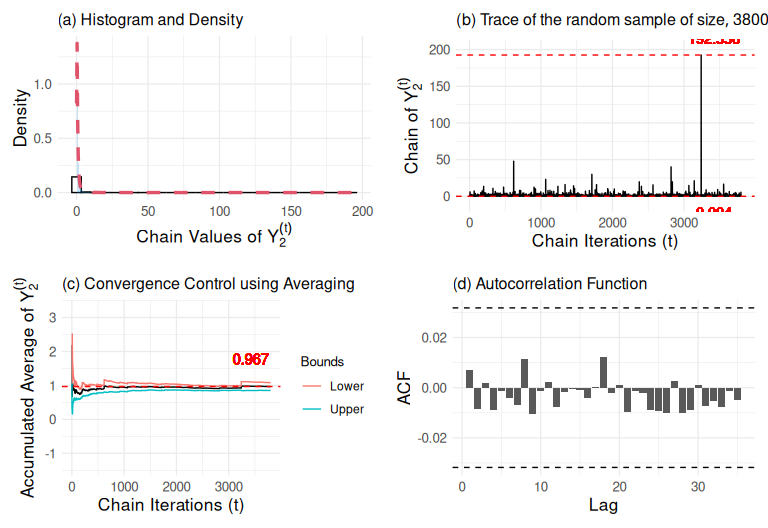 (a) Histogram and Density
Density
1.0
0.5
0.0
0 50 100 150 200
Chain Values of Y₂⁽ᵗ⁾
(b) Trace of the random sample of size, 3800
Chain of Y₂⁽ᵗ⁾
200
150
100
50
0
0 1000 2000 3000
Chain Iterations (t)
(c) Convergence Control using Averaging
Accumulated Average of Y₂⁽ᵗ⁾
3
2
1
0
-1
0.967
0 1000 2000 3000
Chain Iterations (t)
Bounds
Lower
Upper
(d) Autocorrelation Function
ACF
0.02
0.00
-0.02
0 10 20 30
Lag